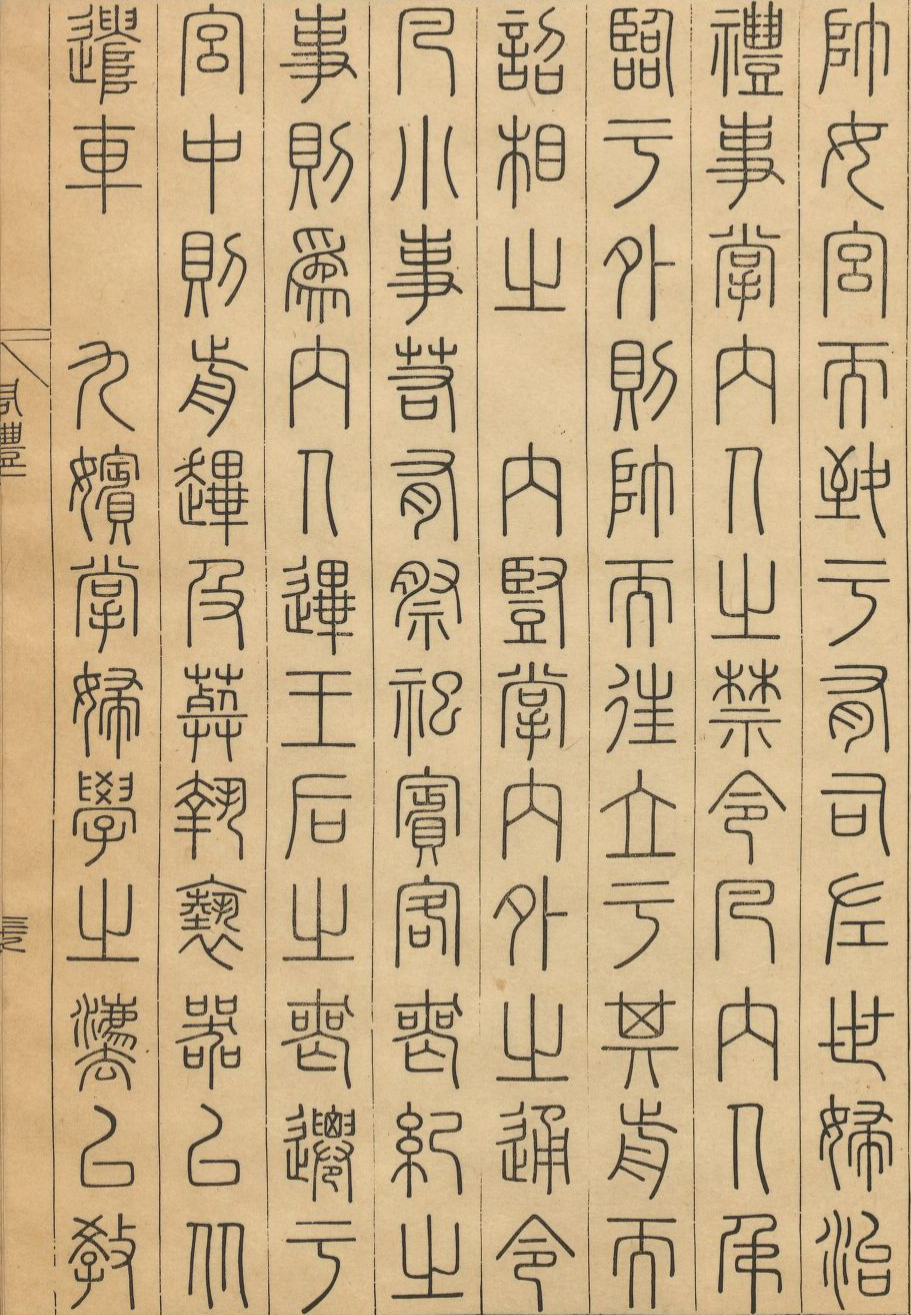 帥女宮而致于有司左世婦治
禮事掌內人之禁令凡內人弔
臨于外則帥而往立于其前而
詔相之　內豎掌內外之通令
凡小事若有祭祀賓客喪紀之
事則爲內人蹕王后之喪遷于
宮中則前蹕及葬執褻器以从
遣車　九嬪掌婦學之灋以教
周禮